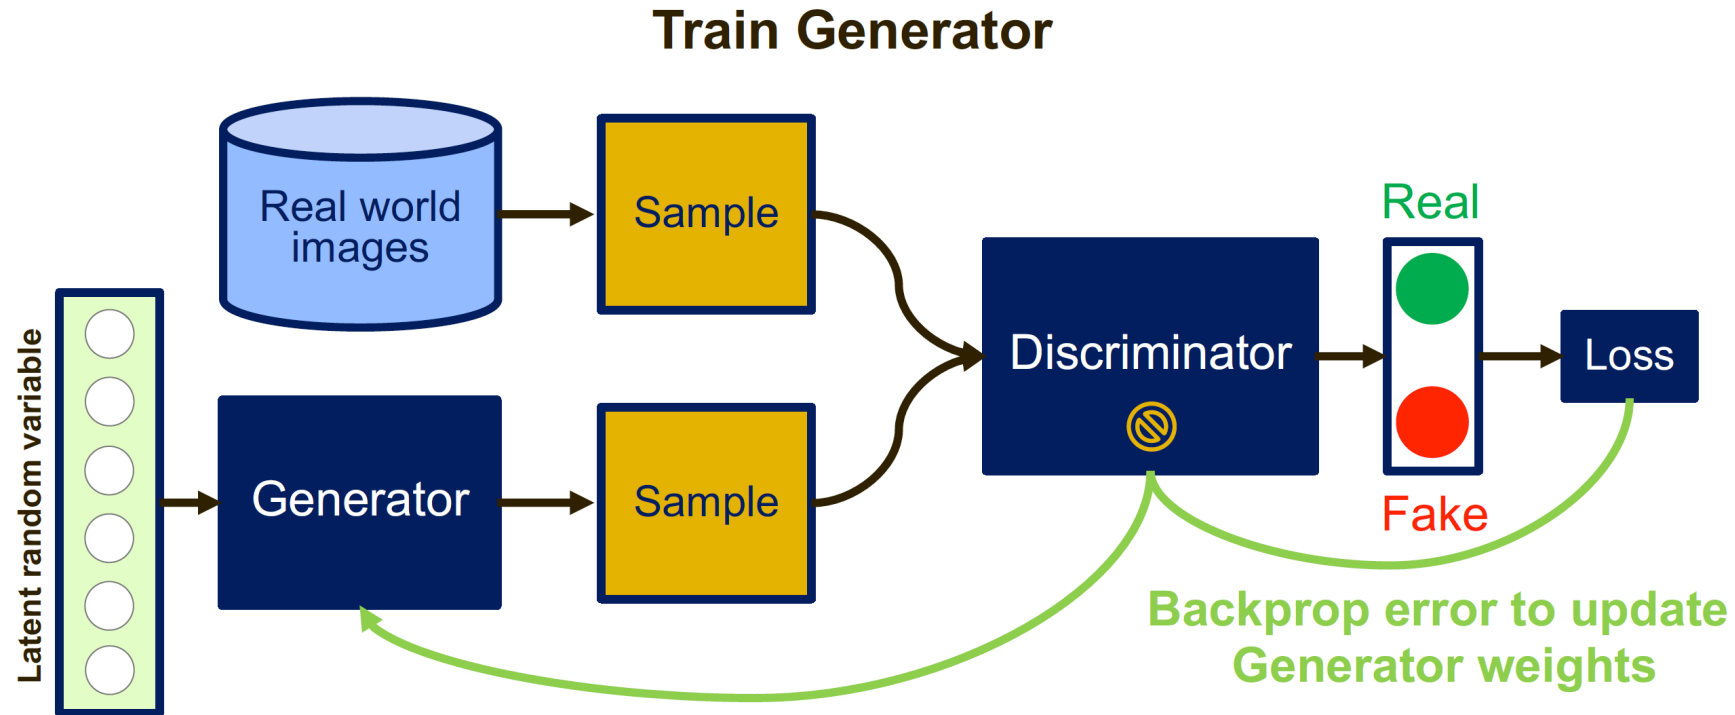 Train Generator
Real world
images
Sample
Real
Latent random variable
Discriminator
Loss
Generator
Sample
Fake
Backprop error to update
Generator weights